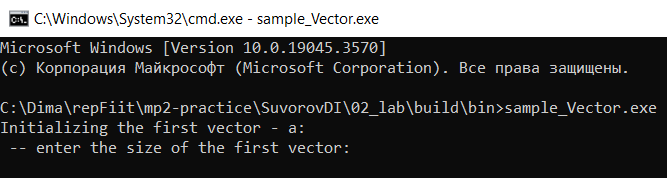 C:\Windows\System32\cmd.exe - sample_Vector.exe
Microsoft Windows [Version 10.0.19045.3570]
(c) Корпорация Майкрософт (Microsoft Corporation). Все права защищены.
C:\Dima\repFiit\mp2-practice\SuvorovDI\02_lab\build\bin>sample_Vector.exe
Initializing the first vector - a:
 -- enter the size of the first vector: